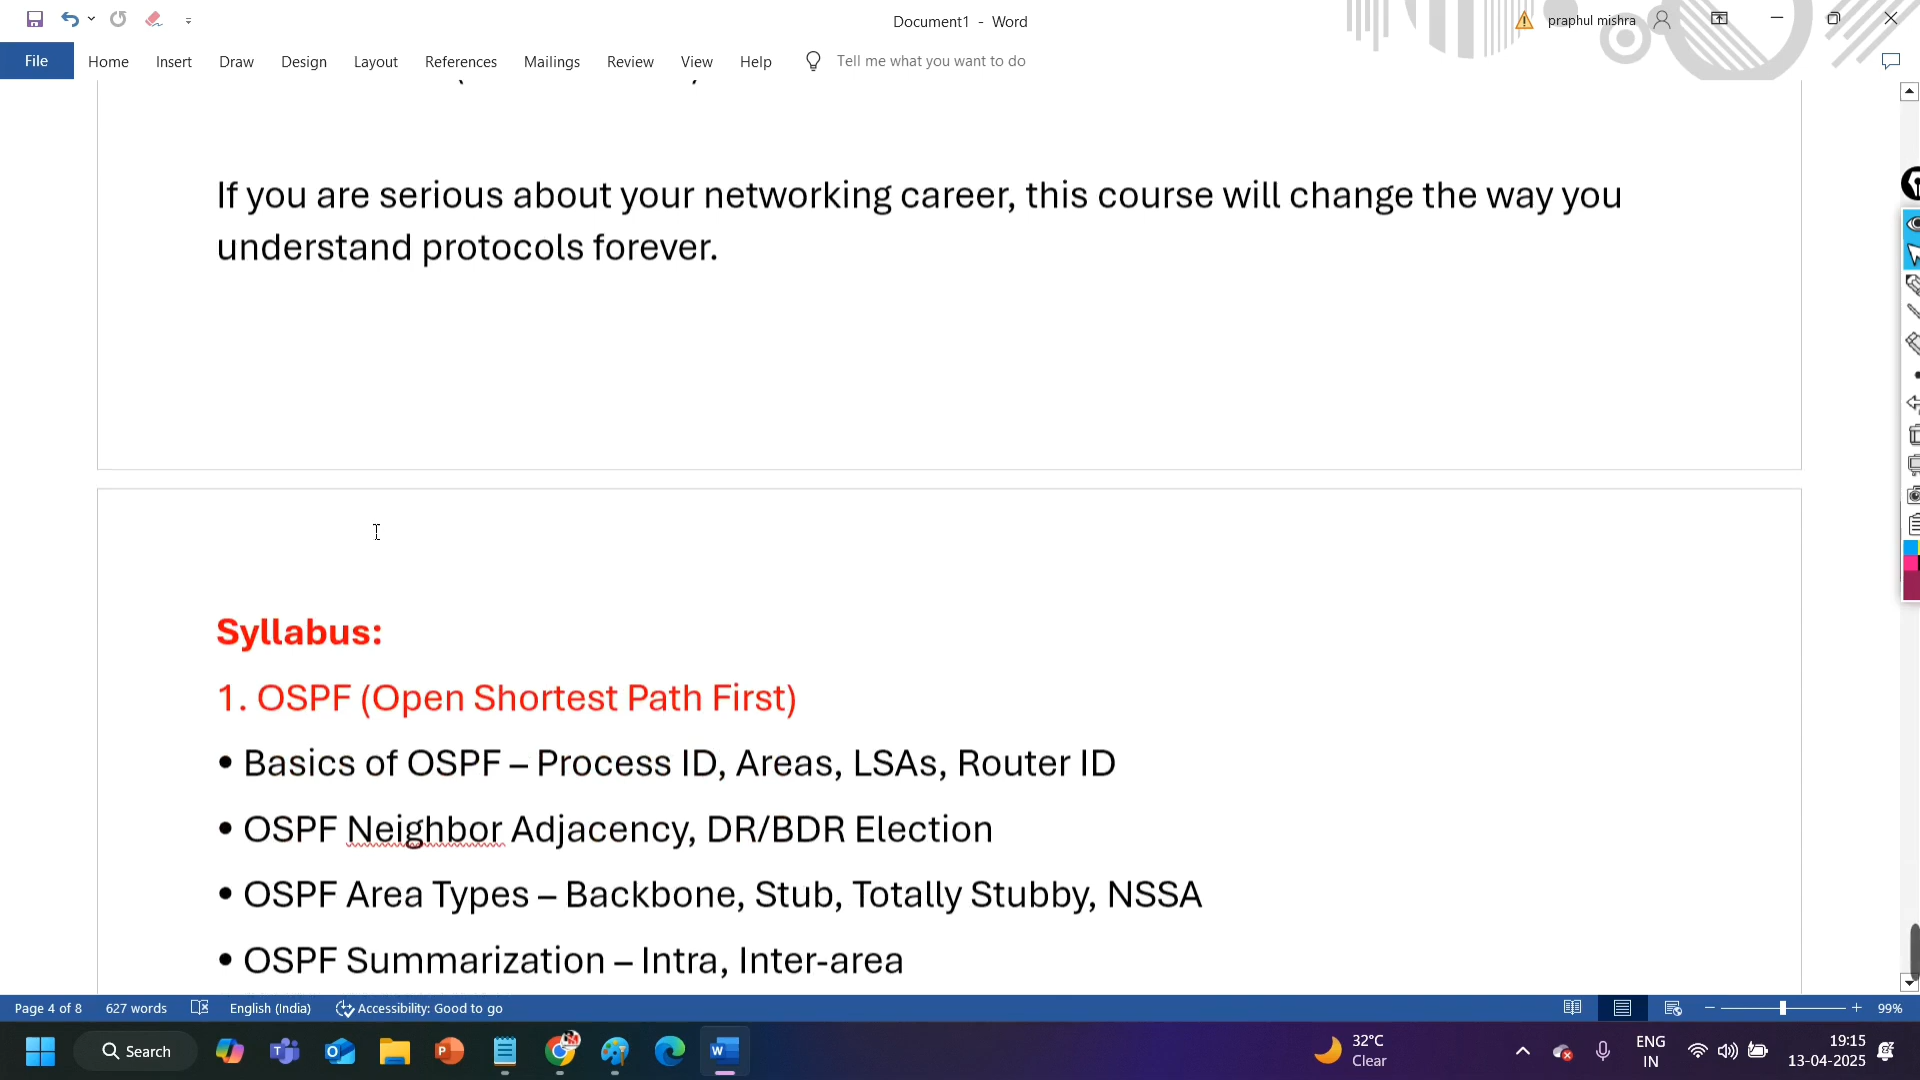 Document1 - Word
praphul mishra
File
Home
Insert
Draw
Design
Layout
References
Mailings
Review
View
Help
Tell me what you want to do
If you are serious about your networking career, this course will change the way you
understand protocols forever.
Syllabus:
1. OSPF (Open Shortest Path First)
• Basics of OSPF – Process ID, Areas, LSAs, Router ID
• OSPF Neighbor Adjacency, DR/BDR Election
• OSPF Area Types – Backbone, Stub, Totally Stubby, NSSA
• OSPF Summarization – Intra, Inter-area
Page 4 of 8
627 words
English (India)
Accessibility: Good to go
99%
Search
32°C
Clear
ENG
IN
19:15
13-04-2025